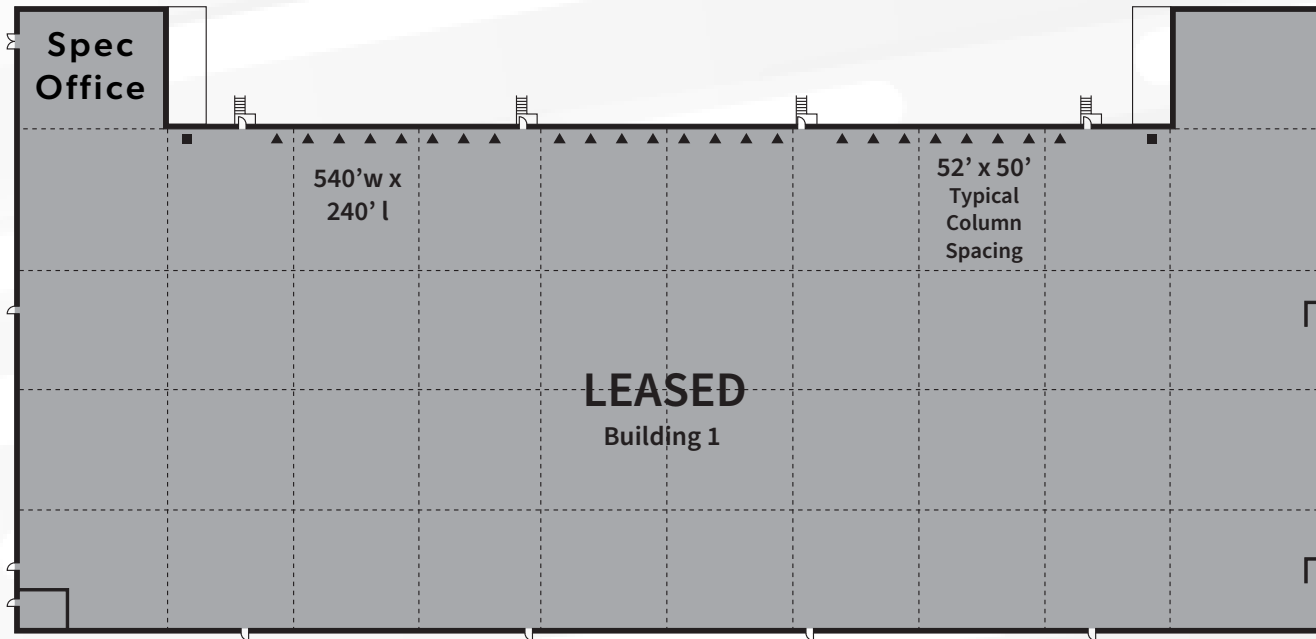 Spec
Office
540’w x
240’ l
52’ x 50’
Typical
Column
Spacing
LEASED
Building 1